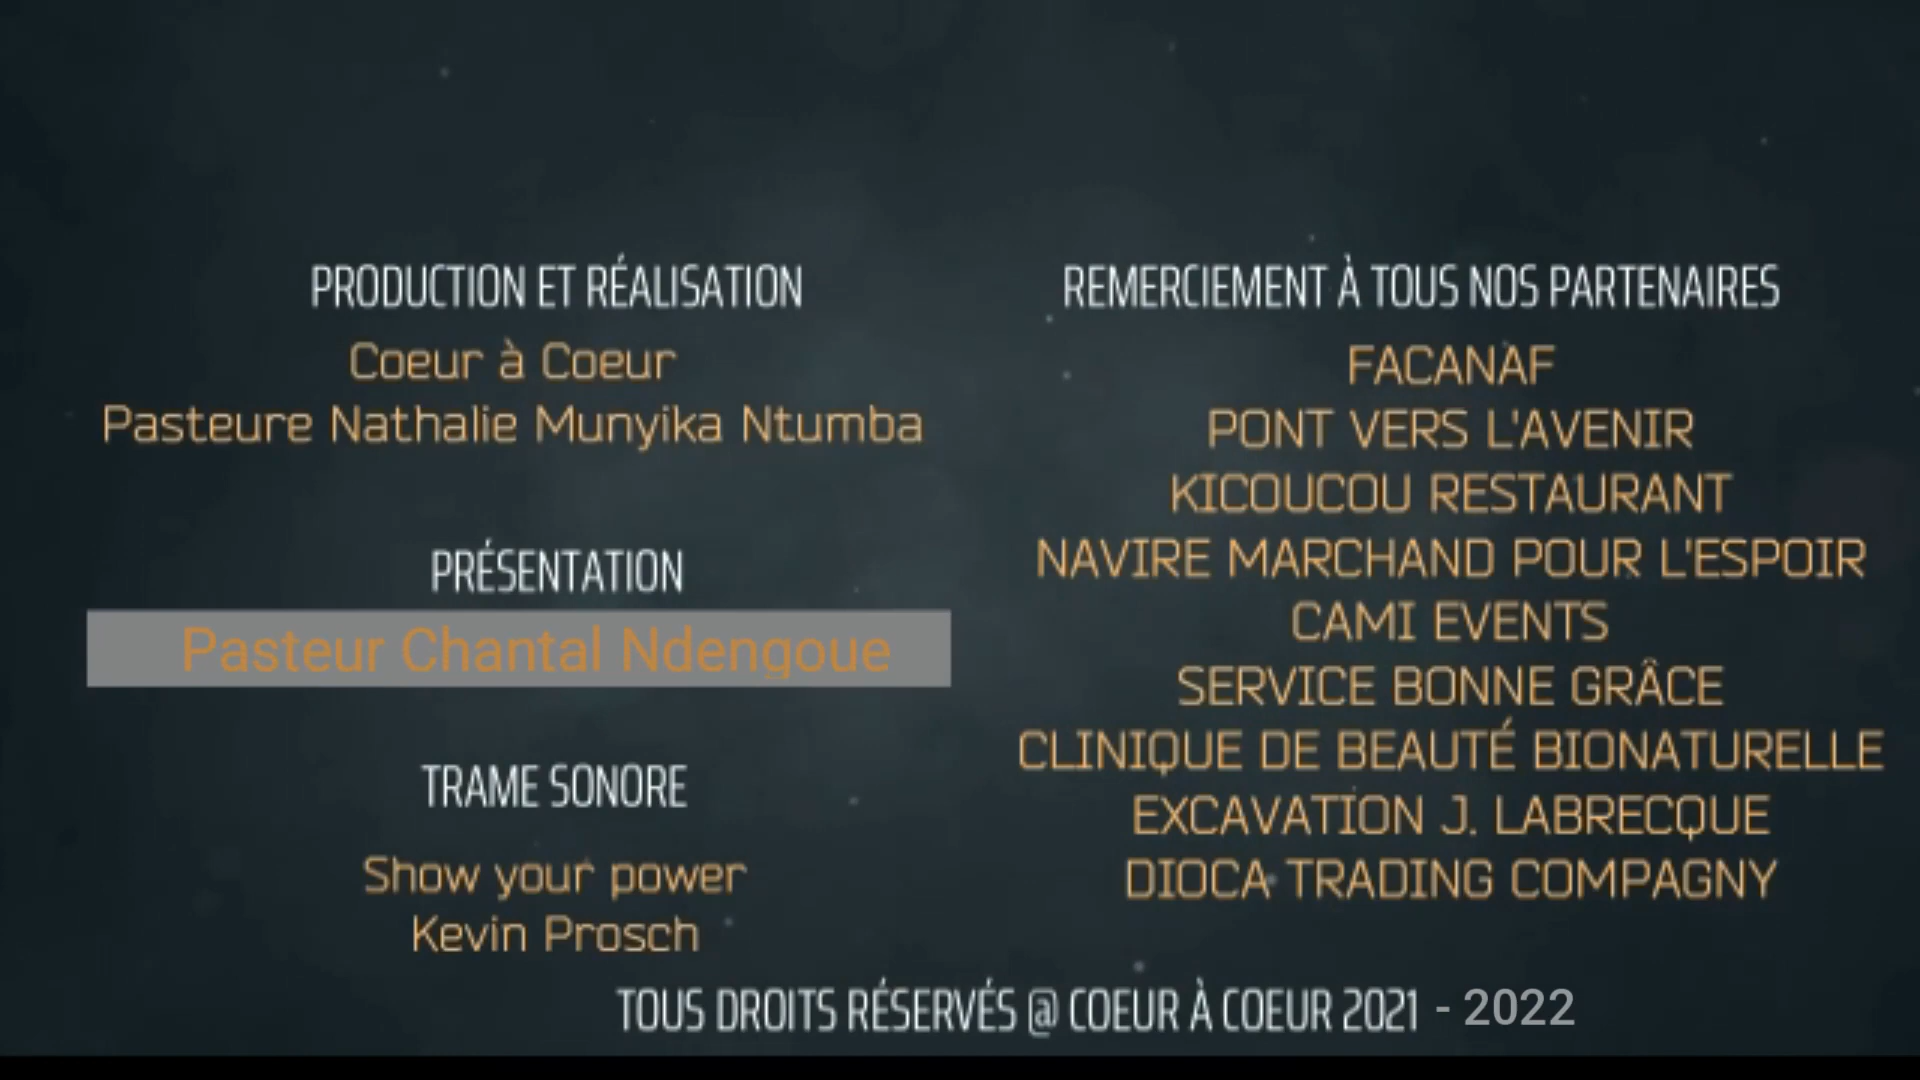 PRODUCTION ET RÉALISATION
Coeur à Coeur
Pasteure Nathalie Munyika Ntumba
PRÉSENTATION
Pasteur Chantal Ndengoue
TRAME SONORE
Show your power
Kevin Prosch
REMERCIEMENT À TOUS NOS PARTENAIRES
FACANAF
PONT VERS L'AVENIR
KICOUCOU RESTAURANT
NAVIRE MARCHAND POUR L'ESPOIR
CAMI EVENTS
SERVICE BONNE GRÂCE
CLINIQUE DE BEAUTÉ BIONATURELLE
EXCAVATION J. LABRECQUE
DIOCA TRADING COMPAGNY
TOUS DROITS RÉSERVÉS @ COEUR À COEUR 2021 - 2022